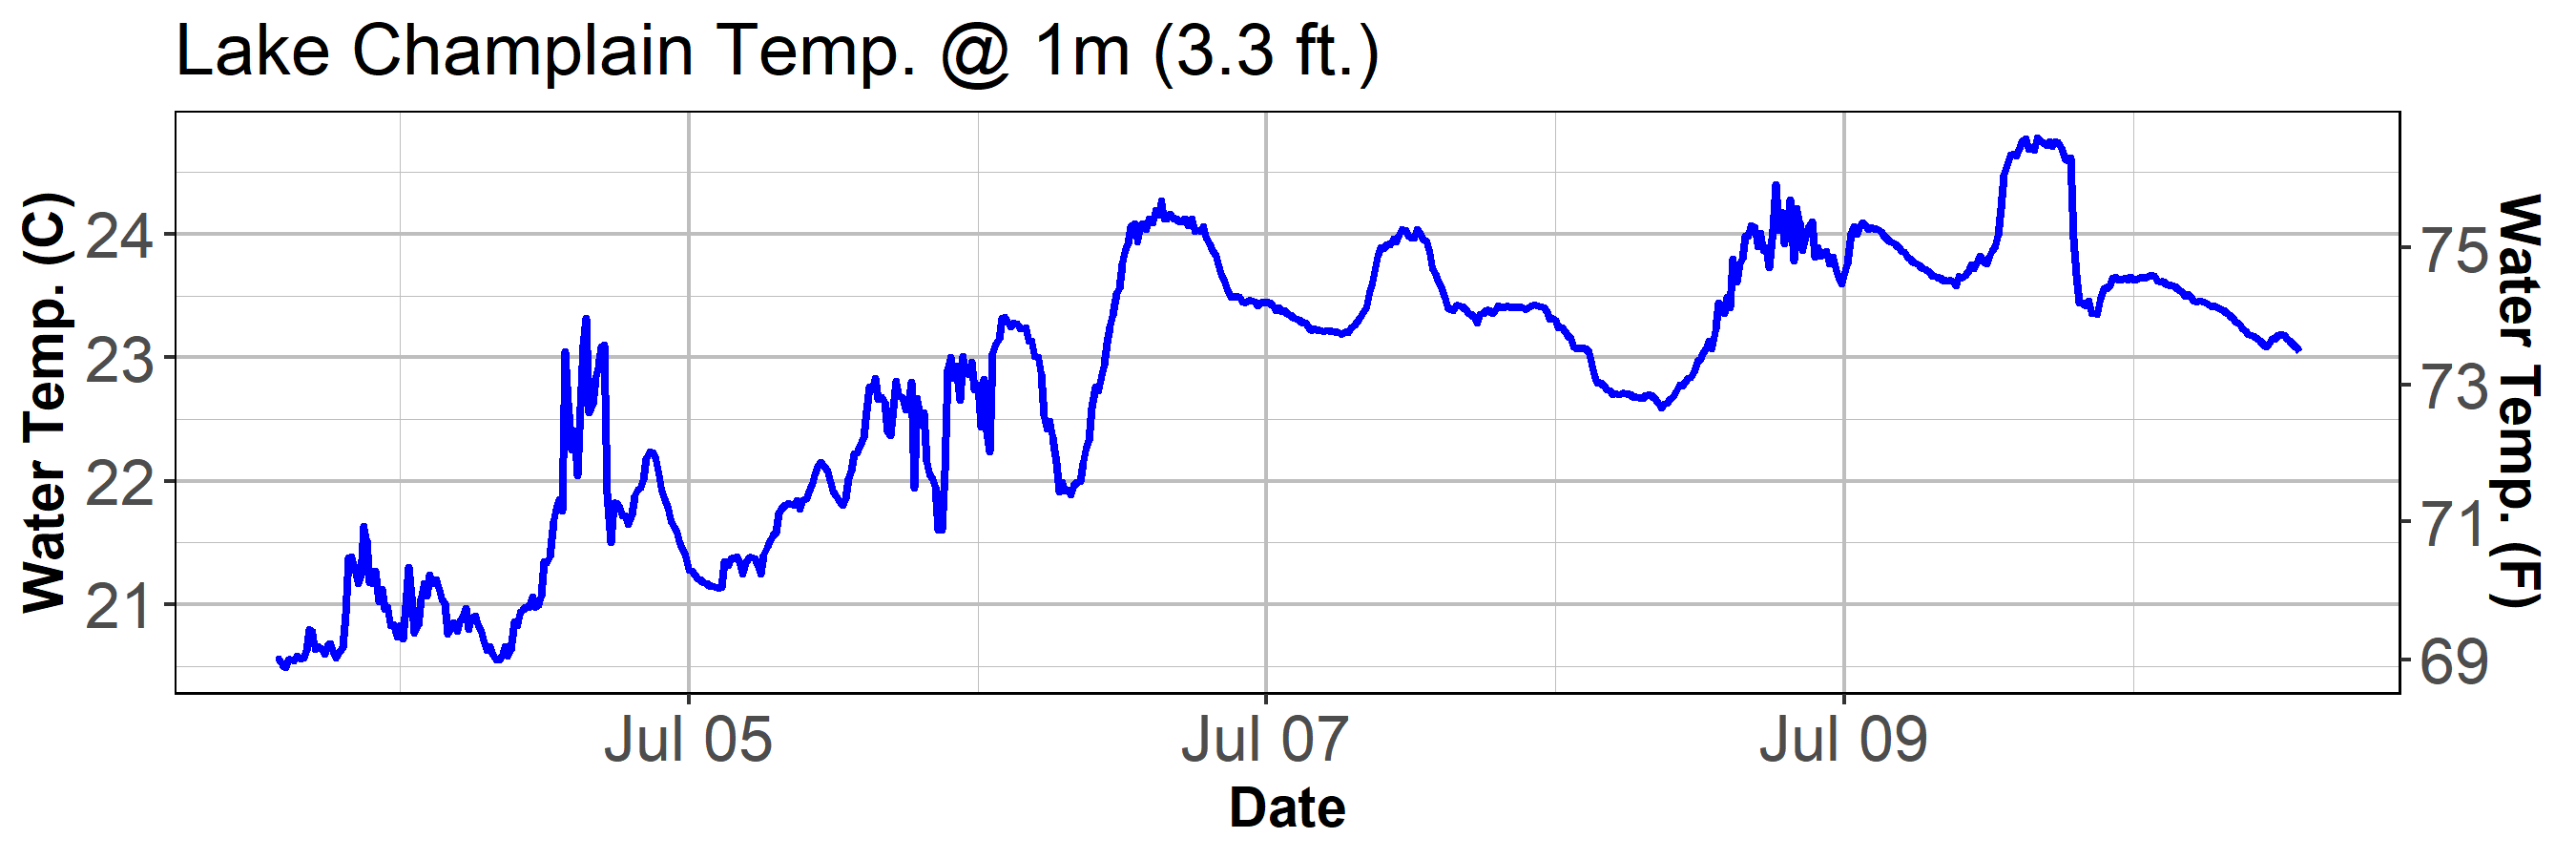 Lake Champlain Temp. @ 1m (3.3 ft.)
Water Temp. (C)
24
23
22
21
75
73
71
69
Water Temp. (F)
Jul 05
Jul 07
Jul 09
Date